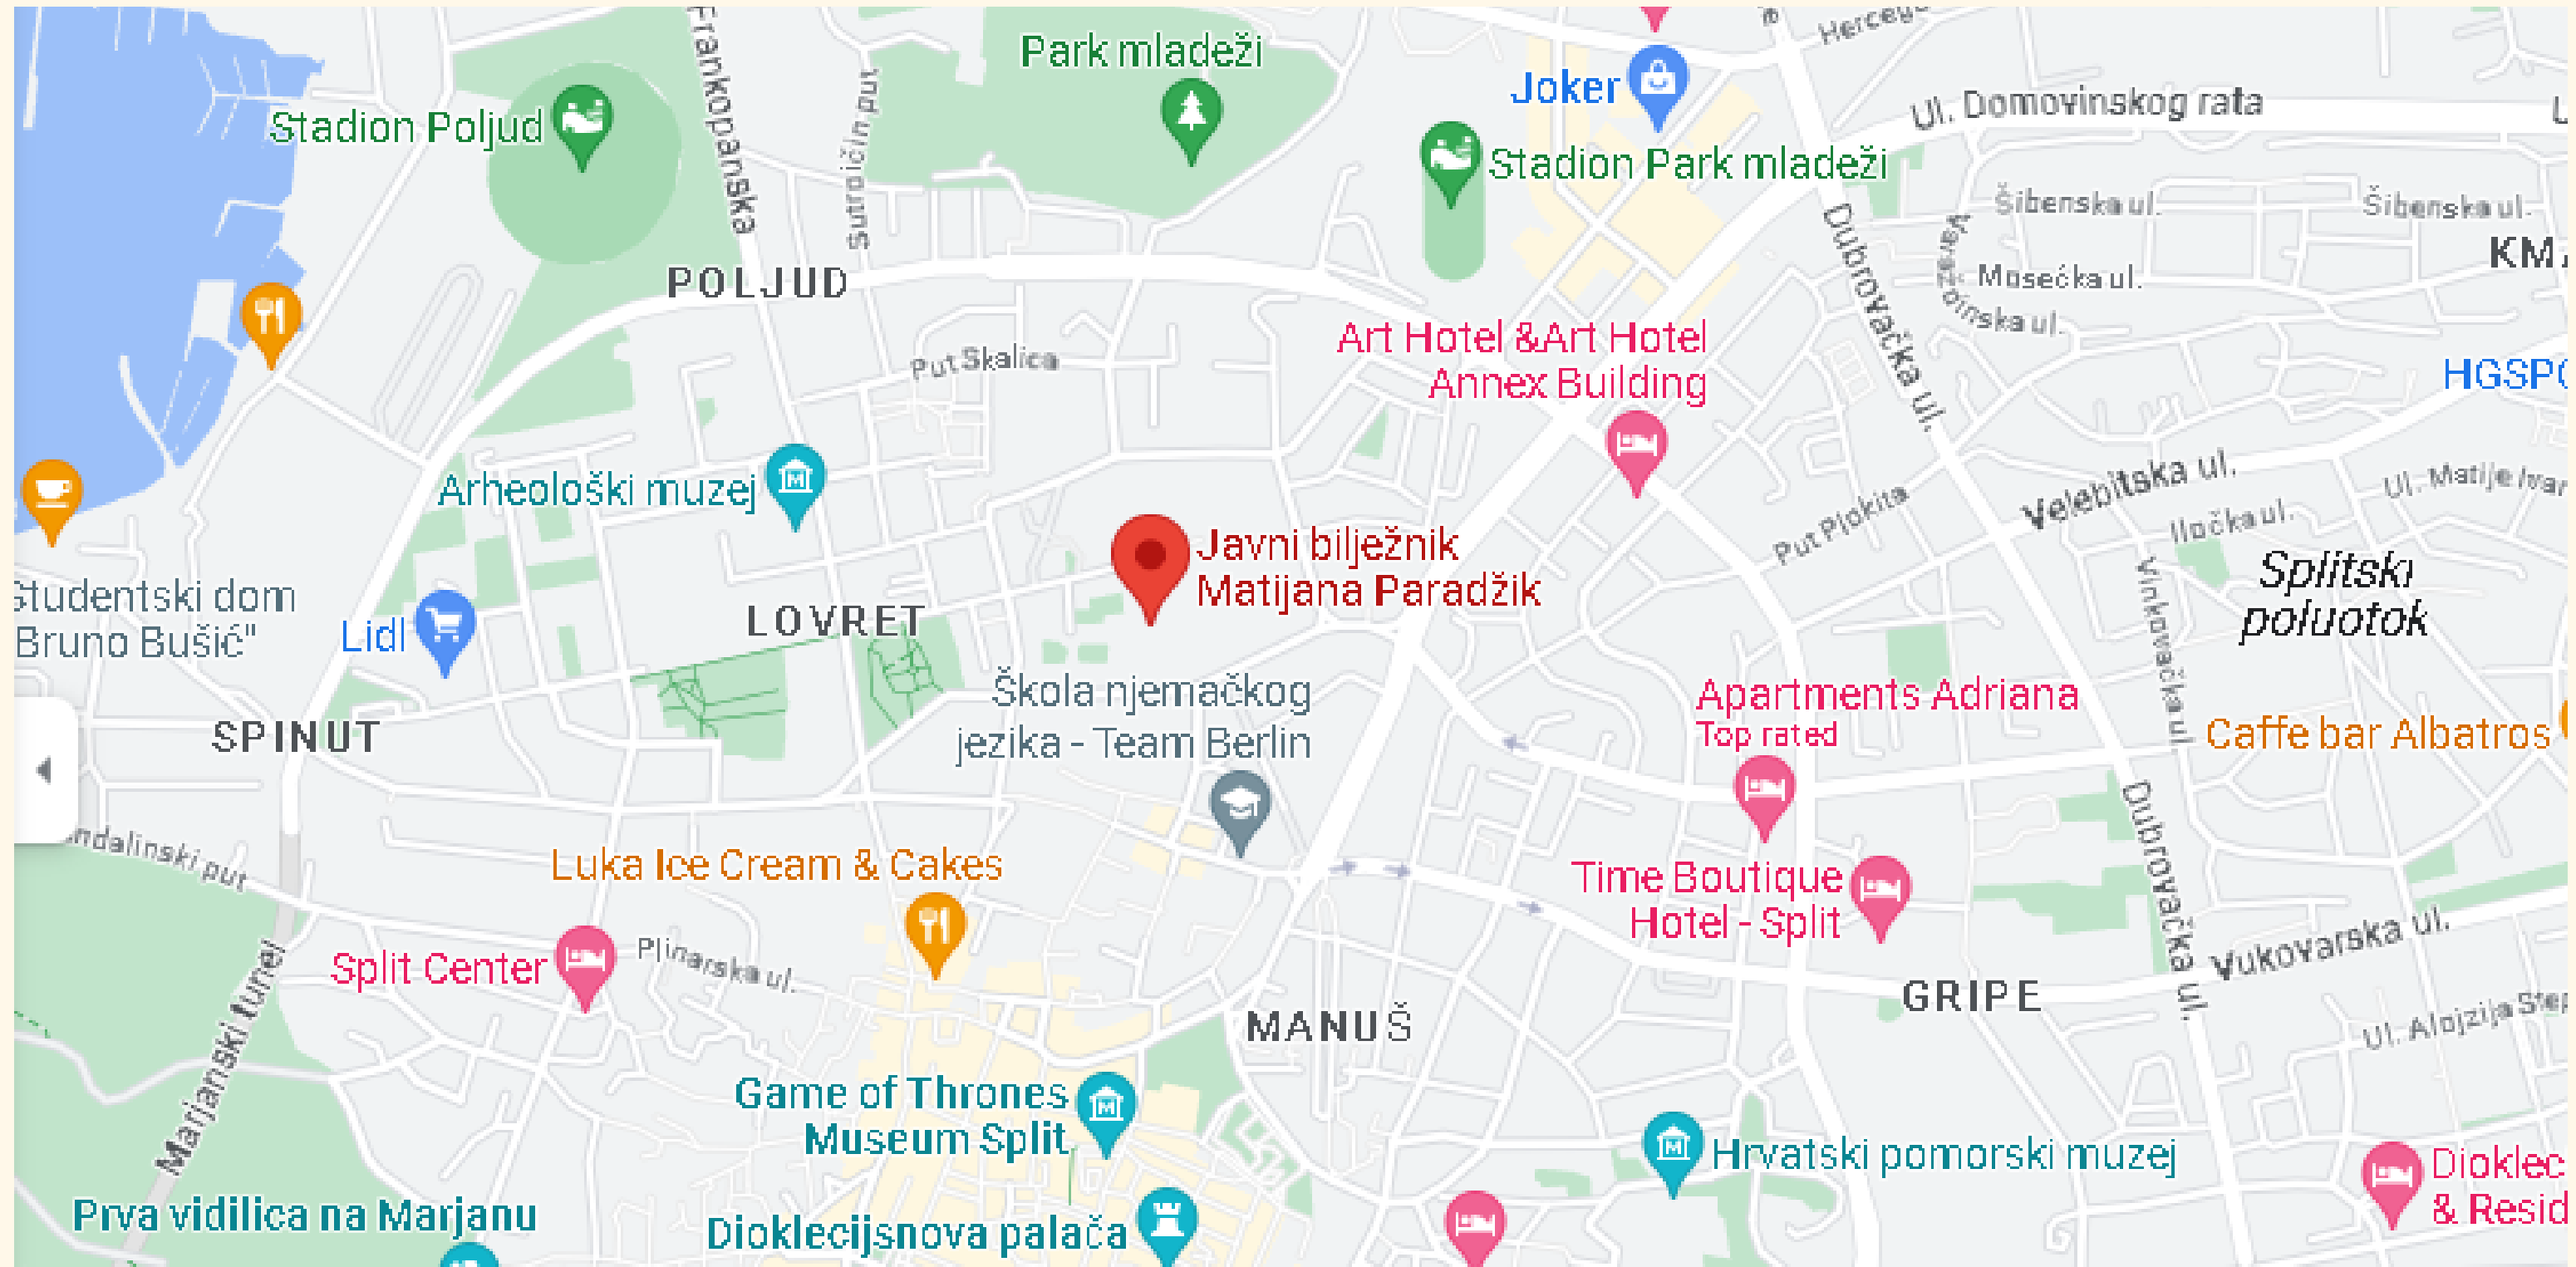 Frankopanska
Park mladeži
Hercego
Joker
Stadion Poljud
Sutroičin put
Ul. Domovinskog rata
Stadion Park mladeži
Šibenska ul.
Šibenska ul.
POLJUD
Dubrovačka ul.
Mosećka ul.
Put Skalica
Art Hotel &Art Hotel
Annex Building
Arheološki muzej
Velebitska ul.
Ul. Matije Ivan
Put Plokita
Iločka ul.
Javni bilježnik
Matijana Paradžik
Splitski
poluotok
Studentski dom
Bruno Bušić"
Lidl
LOVRET
Vinkovačka ul.
Škola njemačkog
jezika - Team Berlin
Apartments Adriana
Top rated
SPINUT
Caffe bar Albatros
ndalinski put
Luka Ice Cream & Cakes
Dubrovačka ul.
Time Boutique
Hotel - Split
Split Center
Plinarska ul.
Vukovarska ul.
GRIPE
MANUŠ
Ul. Alojzija Step
Marjanski tunel
Game of Thrones
Museum Split
Hrvatski pomorski muzej
Dioklec
& Resid
Prva vidilica na Marjanu
Dioklecijsnova palača